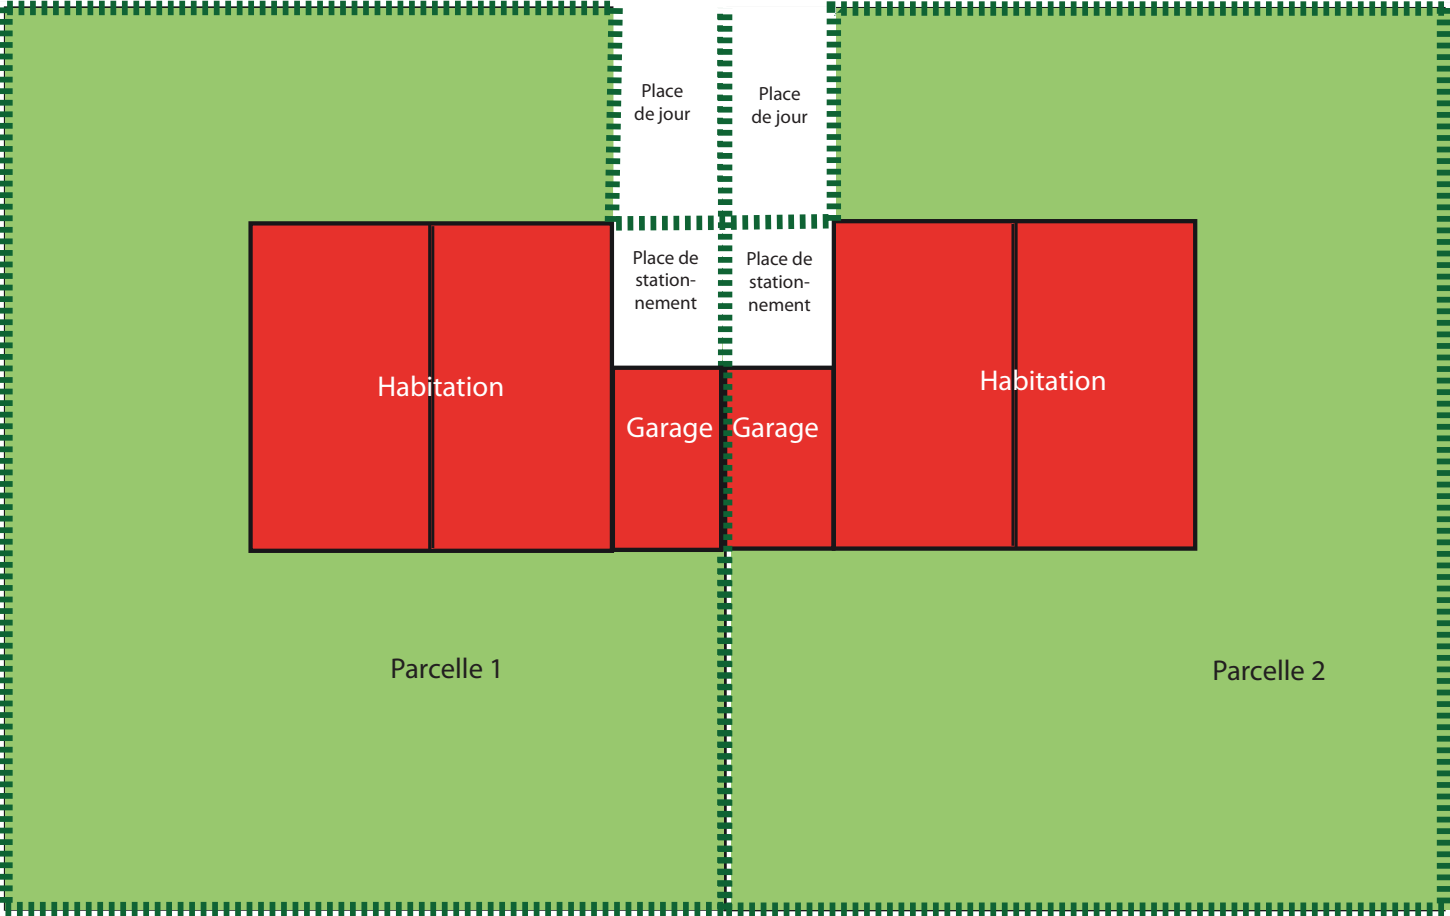 Place
de jour
Place
de jour
Place de
station-
nement
Place de
station-
nement
Habitation
Garage
Garage
Habitation
Parcelle 1
Parcelle 2